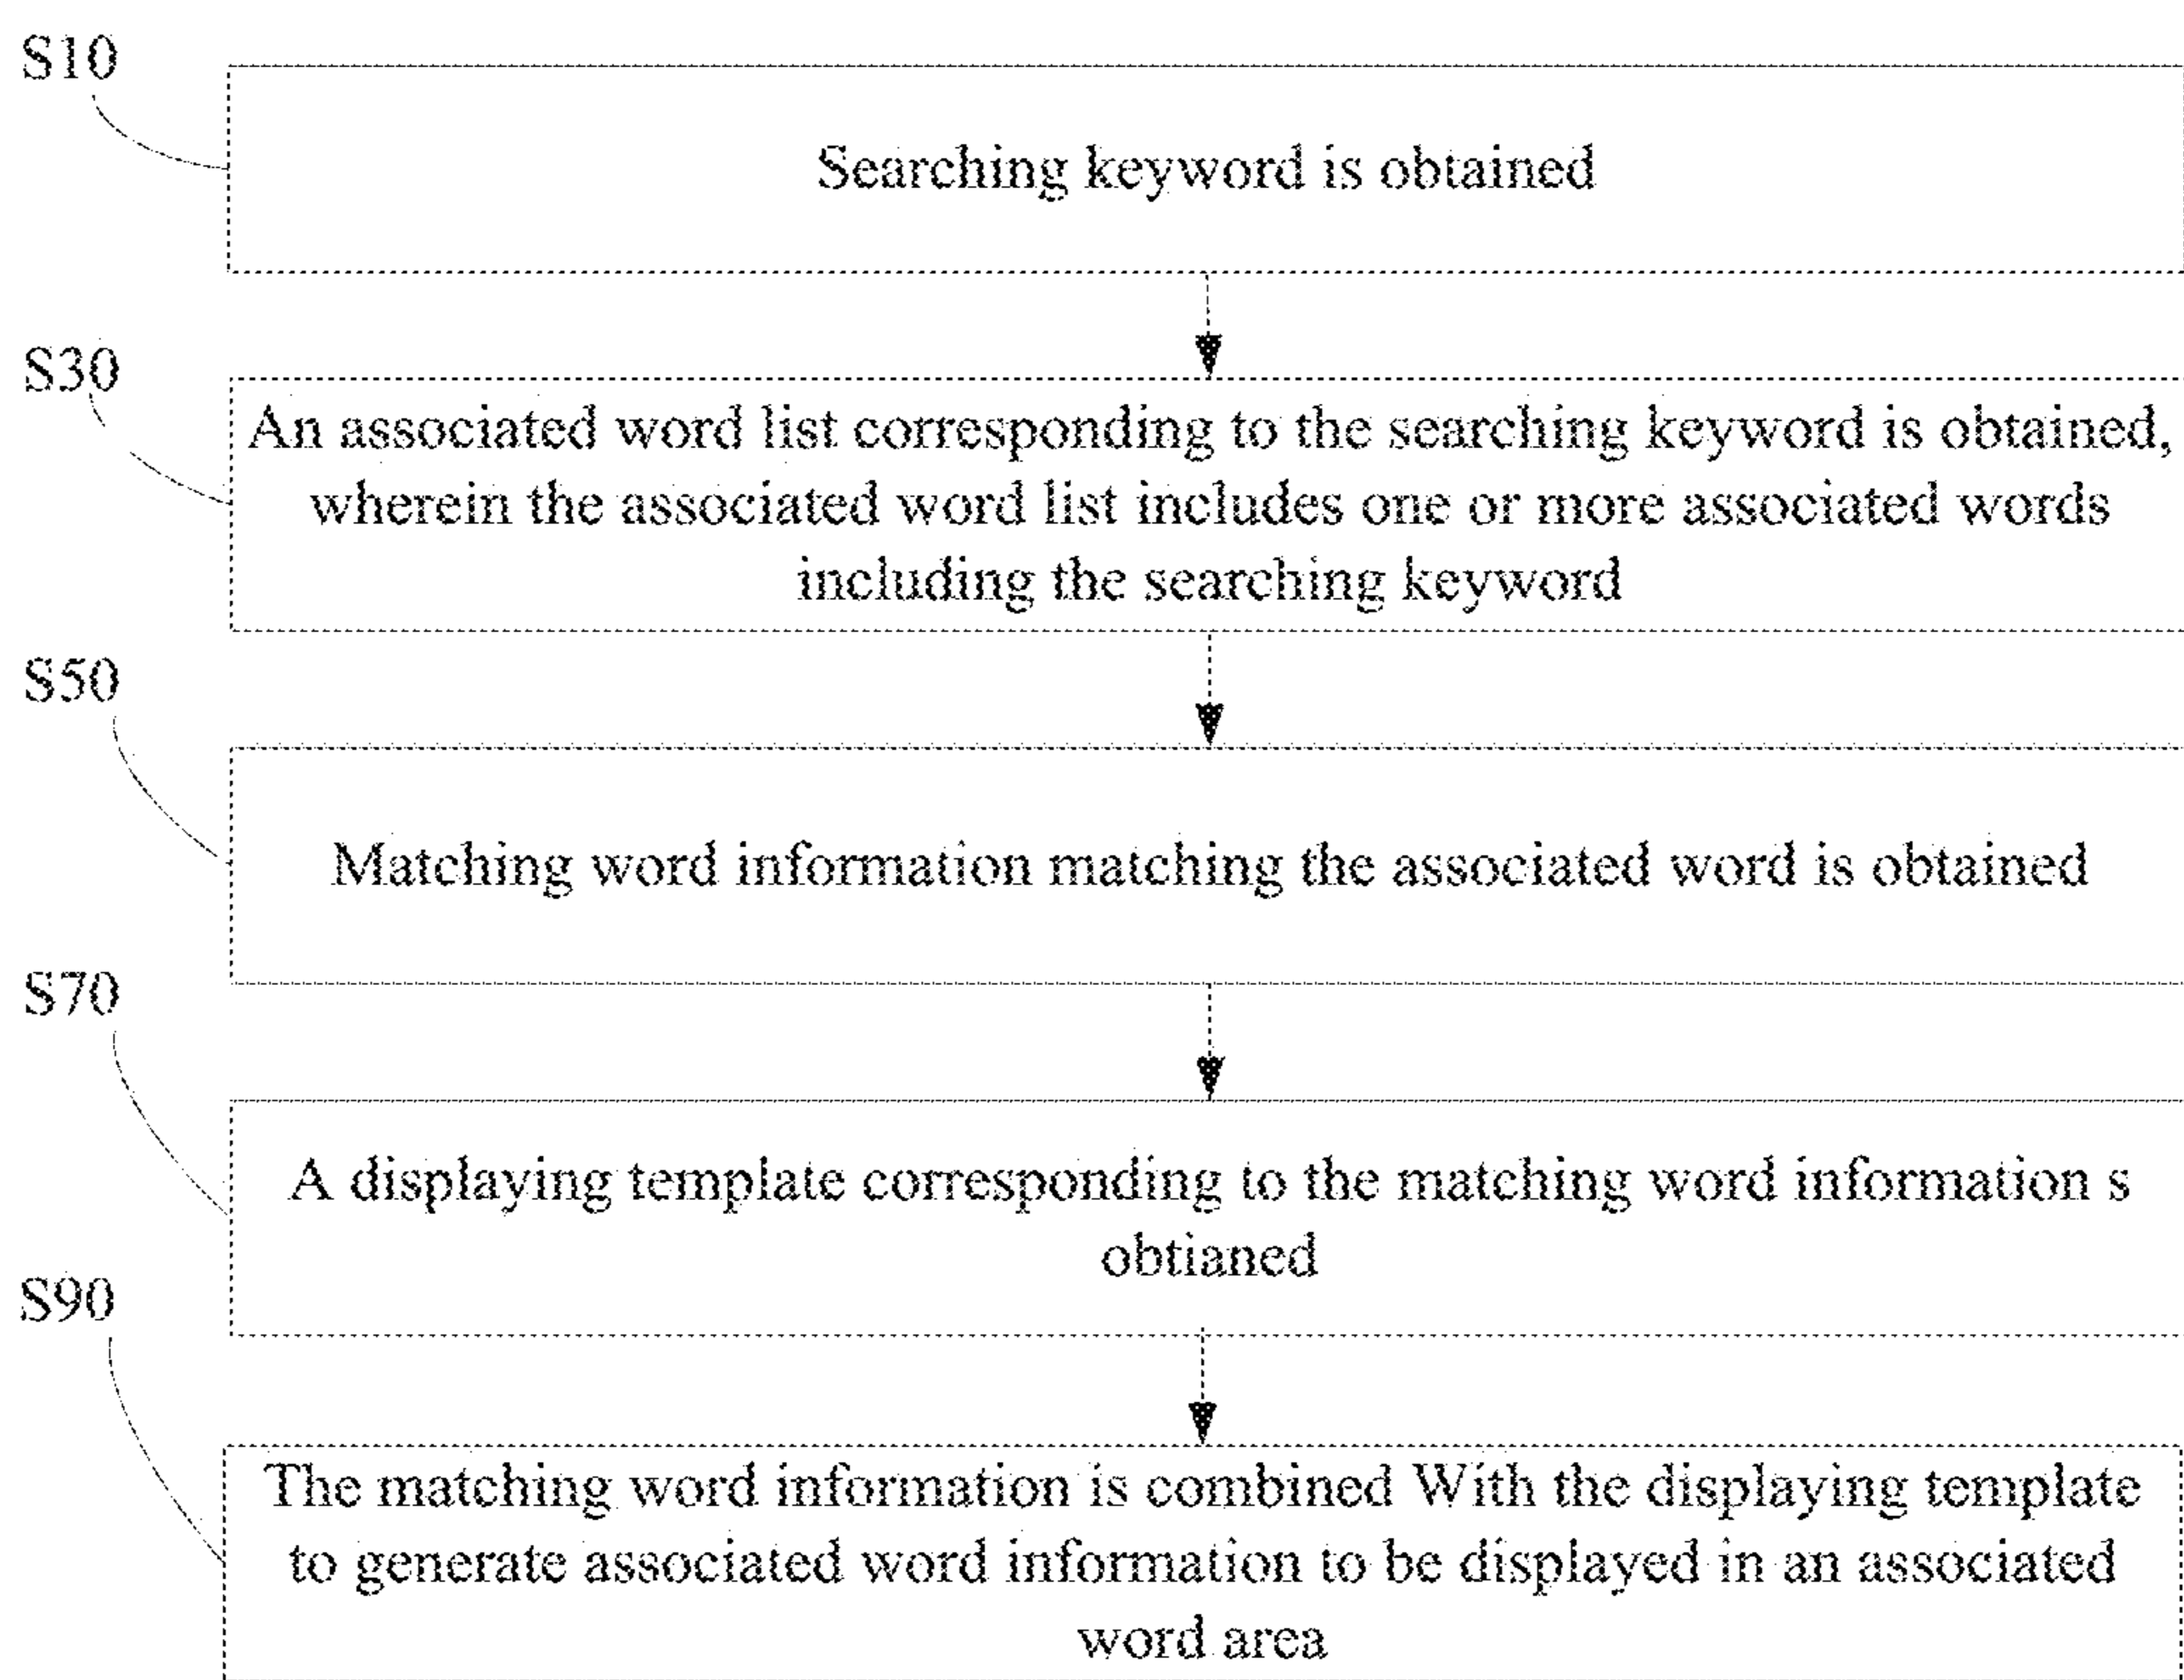 S10
Searching keyword is obtained
S30
An associated word list corresponding to the searching keyword is obtained,
wherein the associated word list includes one or more associated words
including the searching keyword
S50
Matching word information matching the associated word is obtained
S70
A displaying template corresponding to the matching word information s
obtianed
S90
The matching word information is combined With the displaying template
to generate associated word information to be displayed in an associated
word area